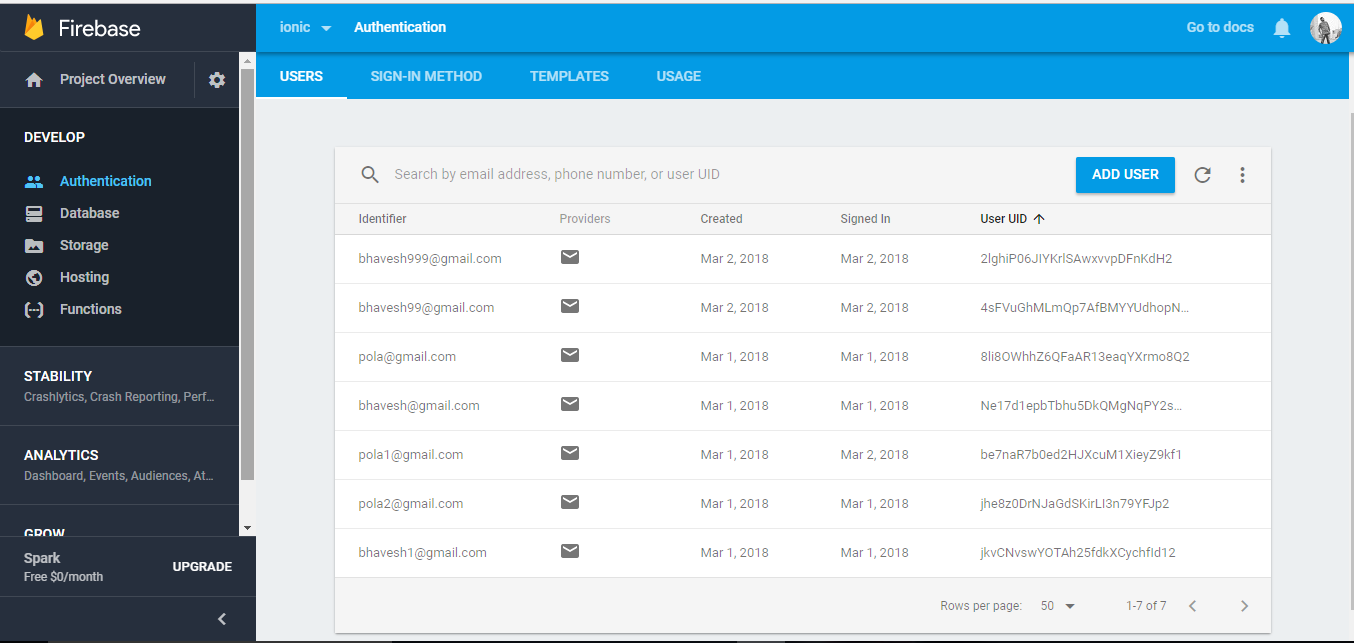 Firebase
ionic
Authentication
Go to docs
Project Overview
USERS
SIGN-IN METHOD
TEMPLATES
USAGE
DEVELOP
Authentication
Database
Storage
Hosting
Functions
STABILITY
Crashlytics, Crash Reporting, Perf...
ANALYTICS
Dashboard, Events, Audiences, At...
GROW
Spark
Free $0/month
UPGRADE
Search by email address, phone number, or user UID
ADD USER
Identifier Providers Created Signed In User UID
bhavesh999@gmail.com Mar 2, 2018 Mar 2, 2018 2lghiP06JIYKrlSAwxvvpDFnKdH2
bhavesh99@gmail.com Mar 2, 2018 Mar 2, 2018 4sFVuGhMLmQp7AfBMYYUdhopN...
pola@gmail.com Mar 1, 2018 Mar 1, 2018 8li8OWhhZ6QFaAR13eaqYXrmo8Q2
bhavesh@gmail.com Mar 1, 2018 Mar 1, 2018 Ne17d1epbTbhu5DkQMgNqPY2s...
pola1@gmail.com Mar 1, 2018 Mar 2, 2018 be7naR7b0ed2HJXcuM1XieyZ9kf1
pola2@gmail.com Mar 1, 2018 Mar 1, 2018 jhe8z0DrNJaGdSKirLI3n79YFJp2
bhavesh1@gmail.com Mar 1, 2018 Mar 1, 2018 jkvCNvswYOTAh25fdkXCychfId12
Rows per page: 50 1-7 of 7